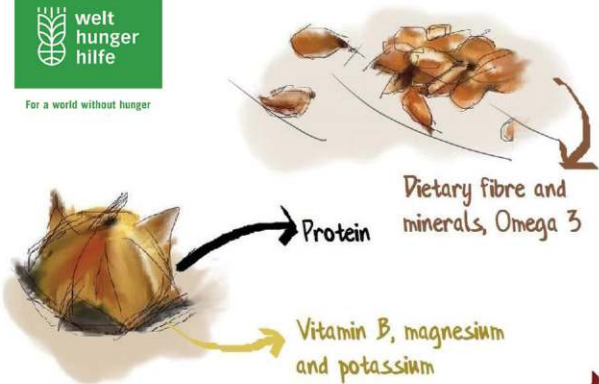 welt
hunger
hilfe
For a world without hunger
Dietary fibre and
minerals, Omega 3
Protein
Vitamin B, magnesium
and potassium